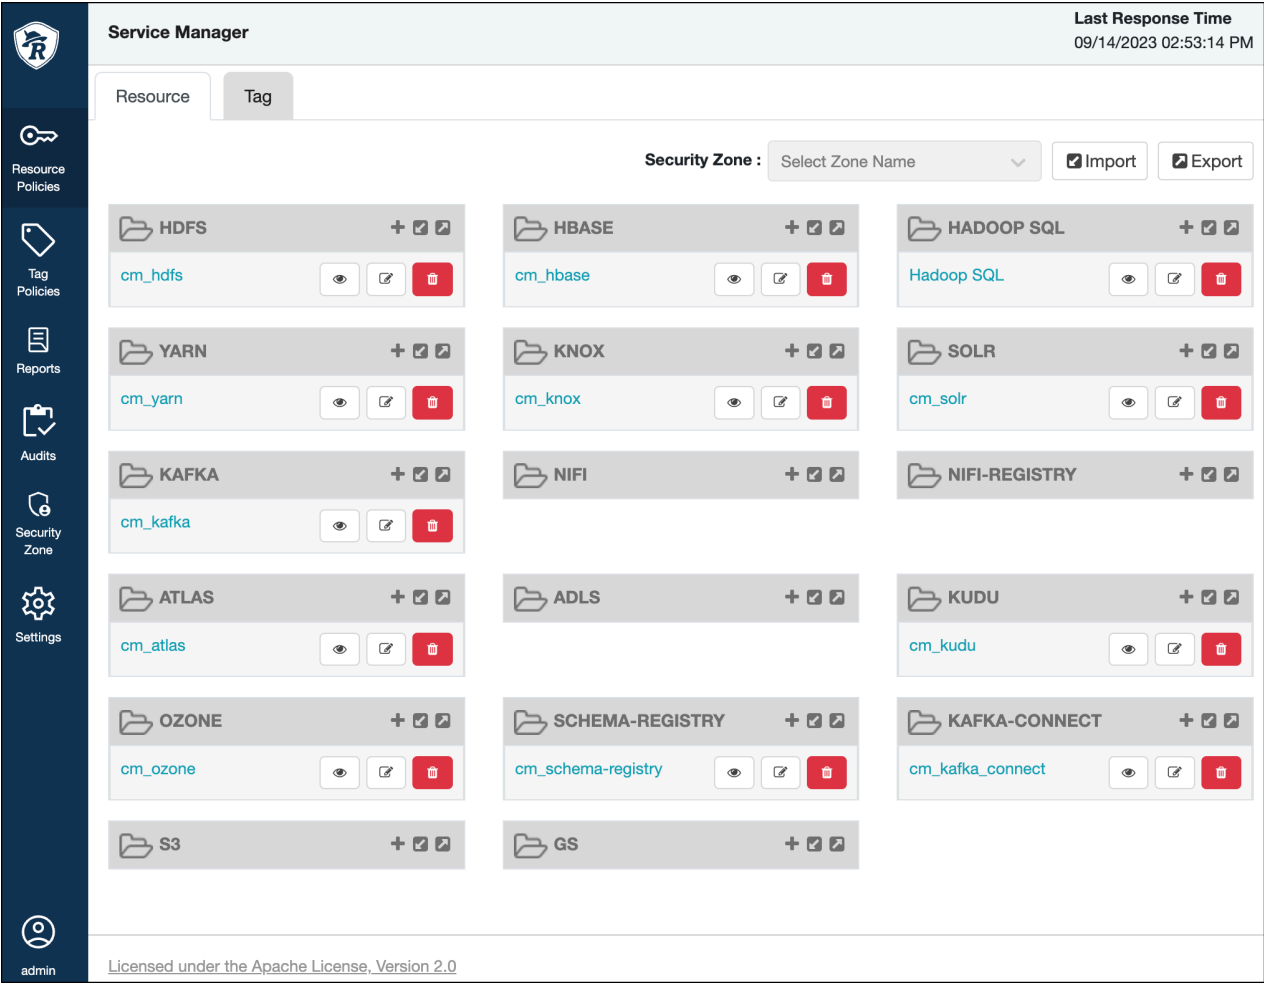 Service Manager
Last Response Time
09/14/2023 02:53:14 PM
R
Resource
Policies
Tag
Policies
Reports
Audits
Security
Zone
Settings
admin
Resource
Tag
Security Zone :
Select Zone Name
Import
Export
HDFS
HBASE
HADOOP SQL
cm_hdfs
cm_hbase
Hadoop SQL
YARN
KNOX
SOLR
cm_yarn
cm_knox
cm_solr
KAFKA
NIFI
NIFI-REGISTRY
cm_kafka
ATLAS
ADLS
KUDU
cm_atlas
cm_kudu
OZONE
SCHEMA-REGISTRY
KAFKA-CONNECT
cm_ozone
cm_schema-registry
cm_kafka_connect
S3
GS
Licensed under the Apache License, Version 2.0